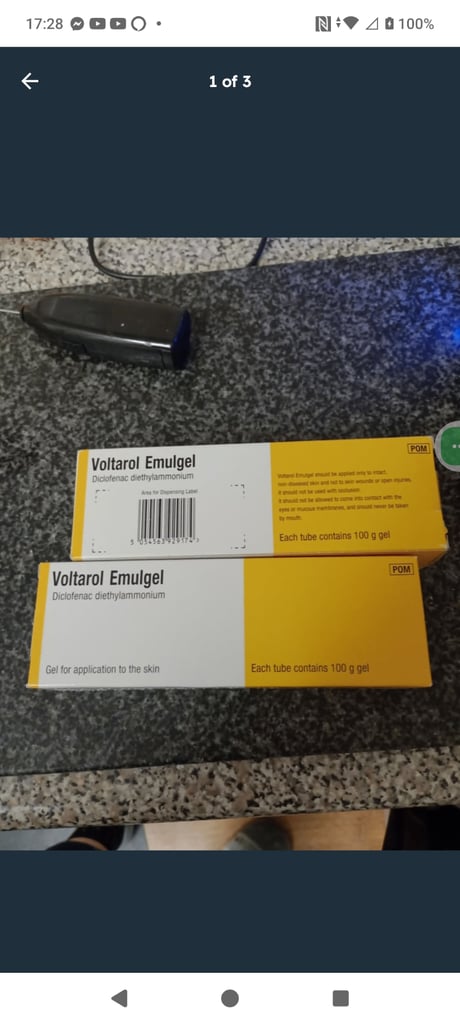 17:28
100%
1 of 3
Voltarol Emulgel
Diclofenac diethylammonium
Area for Dispensing Label
5 054563 929174 >
POM
Voltarol Emulgel should be applied only to intact,
non-diseased skin and not to skin wounds or open injuries.
It should not be used with occlusion.
It should not be allowed to come into contact with the
eyes or mucous membranes, and should never be taken
by mouth.
Each tube contains 100 g gel
Voltarol Emulgel
Diclofenac diethylammonium
POM
Gel for application to the skin
Each tube contains 100 g gel